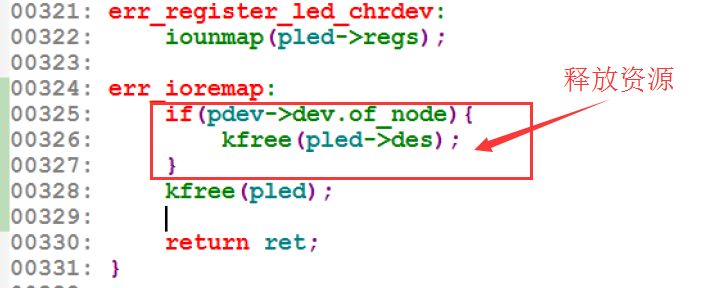 00321: err_register_led_chrdev:
00322:     iounmap(pled->regs);
00323:
00324: err_ioremap:
00325:     if(pdev->dev.of_node){
00326:         kfree(pled->des);
00327:     }
00328:     kfree(pled);
00329:
00330:     return ret;
00331: }
释放资源